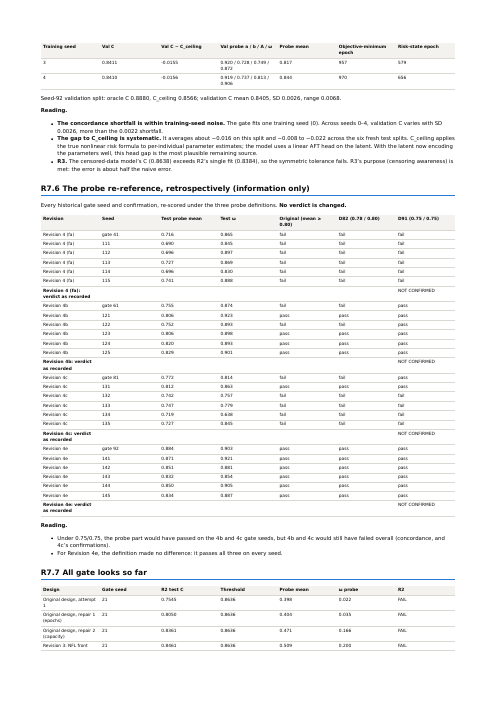 Training seed Val C Val C − C_ceiling Val probe a / b / A / ω Probe mean Objective-minimum epoch Risk-state epoch
3 0.8411 -0.0155 0.920 / 0.728 / 0.749 / 0.872 0.817 957 579
4 0.8410 -0.0156 0.919 / 0.737 / 0.813 / 0.906 0.844 970 656
Seed-92 validation split: oracle C 0.8880, C_ceiling 0.8566; validation C mean 0.8405, SD 0.0026, range 0.0068.
Reading.
• The concordance shortfall is within training-seed noise. The gate fits one training seed (0). Across seeds 0–4, validation C varies with SD
0.0026, more than the 0.0022 shortfall.
• The gap to C_ceiling is systematic. It averages about −0.016 on this split and −0.008 to −0.022 across the six fresh test splits. C_ceiling applies
the true nonlinear risk formula to per-individual parameter estimates; the model uses a linear AFT head on the latent. With the latent now encoding
the parameters well, this head gap is the most plausible remaining source.
• R3. The censored-data model's C (0.8638) exceeds R2's single fit (0.8384), so the symmetric tolerance fails. R3's purpose (censoring awareness) is
met: the error is about half the naive error.
R7.6 The probe re-reference, retrospectively (information only)
Every historical gate seed and confirmation, re-scored under the three probe definitions. No verdict is changed.
Revision Seed Test probe mean Test ω Original (mean ≥ 0.80) D82 (0.78 / 0.80) D91 (0.75 / 0.75)
Revision 4 (fa) gate 41 0.716 0.865 fail fail fail
Revision 4 (fa) 111 0.690 0.845 fail fail fail
Revision 4 (fa) 112 0.696 0.897 fail fail fail
Revision 4 (fa) 113 0.727 0.869 fail fail fail
Revision 4 (fa) 114 0.696 0.830 fail fail fail
Revision 4 (fa) 115 0.741 0.888 fail fail fail
Revision 4 (fa): verdict as recorded NOT CONFIRMED
Revision 4b gate 61 0.755 0.874 fail fail pass
Revision 4b 121 0.806 0.923 pass pass pass
Revision 4b 122 0.752 0.893 fail fail pass
Revision 4b 123 0.806 0.898 pass pass pass
Revision 4b 124 0.820 0.893 pass pass pass
Revision 4b 125 0.829 0.901 pass pass pass
Revision 4b: verdict as recorded NOT CONFIRMED
Revision 4c gate 81 0.772 0.814 fail fail pass
Revision 4c 131 0.812 0.863 pass pass pass
Revision 4c 132 0.742 0.757 fail fail fail
Revision 4c 133 0.747 0.779 fail fail fail
Revision 4c 134 0.719 0.638 fail fail fail
Revision 4c 135 0.727 0.845 fail fail fail
Revision 4c: verdict as recorded NOT CONFIRMED
Revision 4e gate 92 0.884 0.903 pass pass pass
Revision 4e 141 0.871 0.921 pass pass pass
Revision 4e 142 0.851 0.881 pass pass pass
Revision 4e 143 0.832 0.854 pass pass pass
Revision 4e 144 0.850 0.905 pass pass pass
Revision 4e 145 0.834 0.887 pass pass pass
Revision 4e: verdict as recorded NOT CONFIRMED
Reading.
• Under 0.75/0.75, the probe part would have passed on the 4b and 4c gate seeds, but 4b and 4c would still have failed overall (concordance, and
4c's confirmations).
• For Revision 4e, the definition made no difference: it passes all three on every seed.
R7.7 All gate looks so far
Design Gate seed R2 test C Threshold Probe mean ω probe R2
Original design, attempt 1 21 0.7545 0.8636 0.398 0.022 FAIL
Original design, repair 1 (epochs) 21 0.8050 0.8636 0.404 0.035 FAIL
Original design, repair 2 (capacity) 21 0.8361 0.8636 0.471 0.166 FAIL
Revision 3: NFL front 21 0.8461 0.8636 0.509 0.200 FAIL